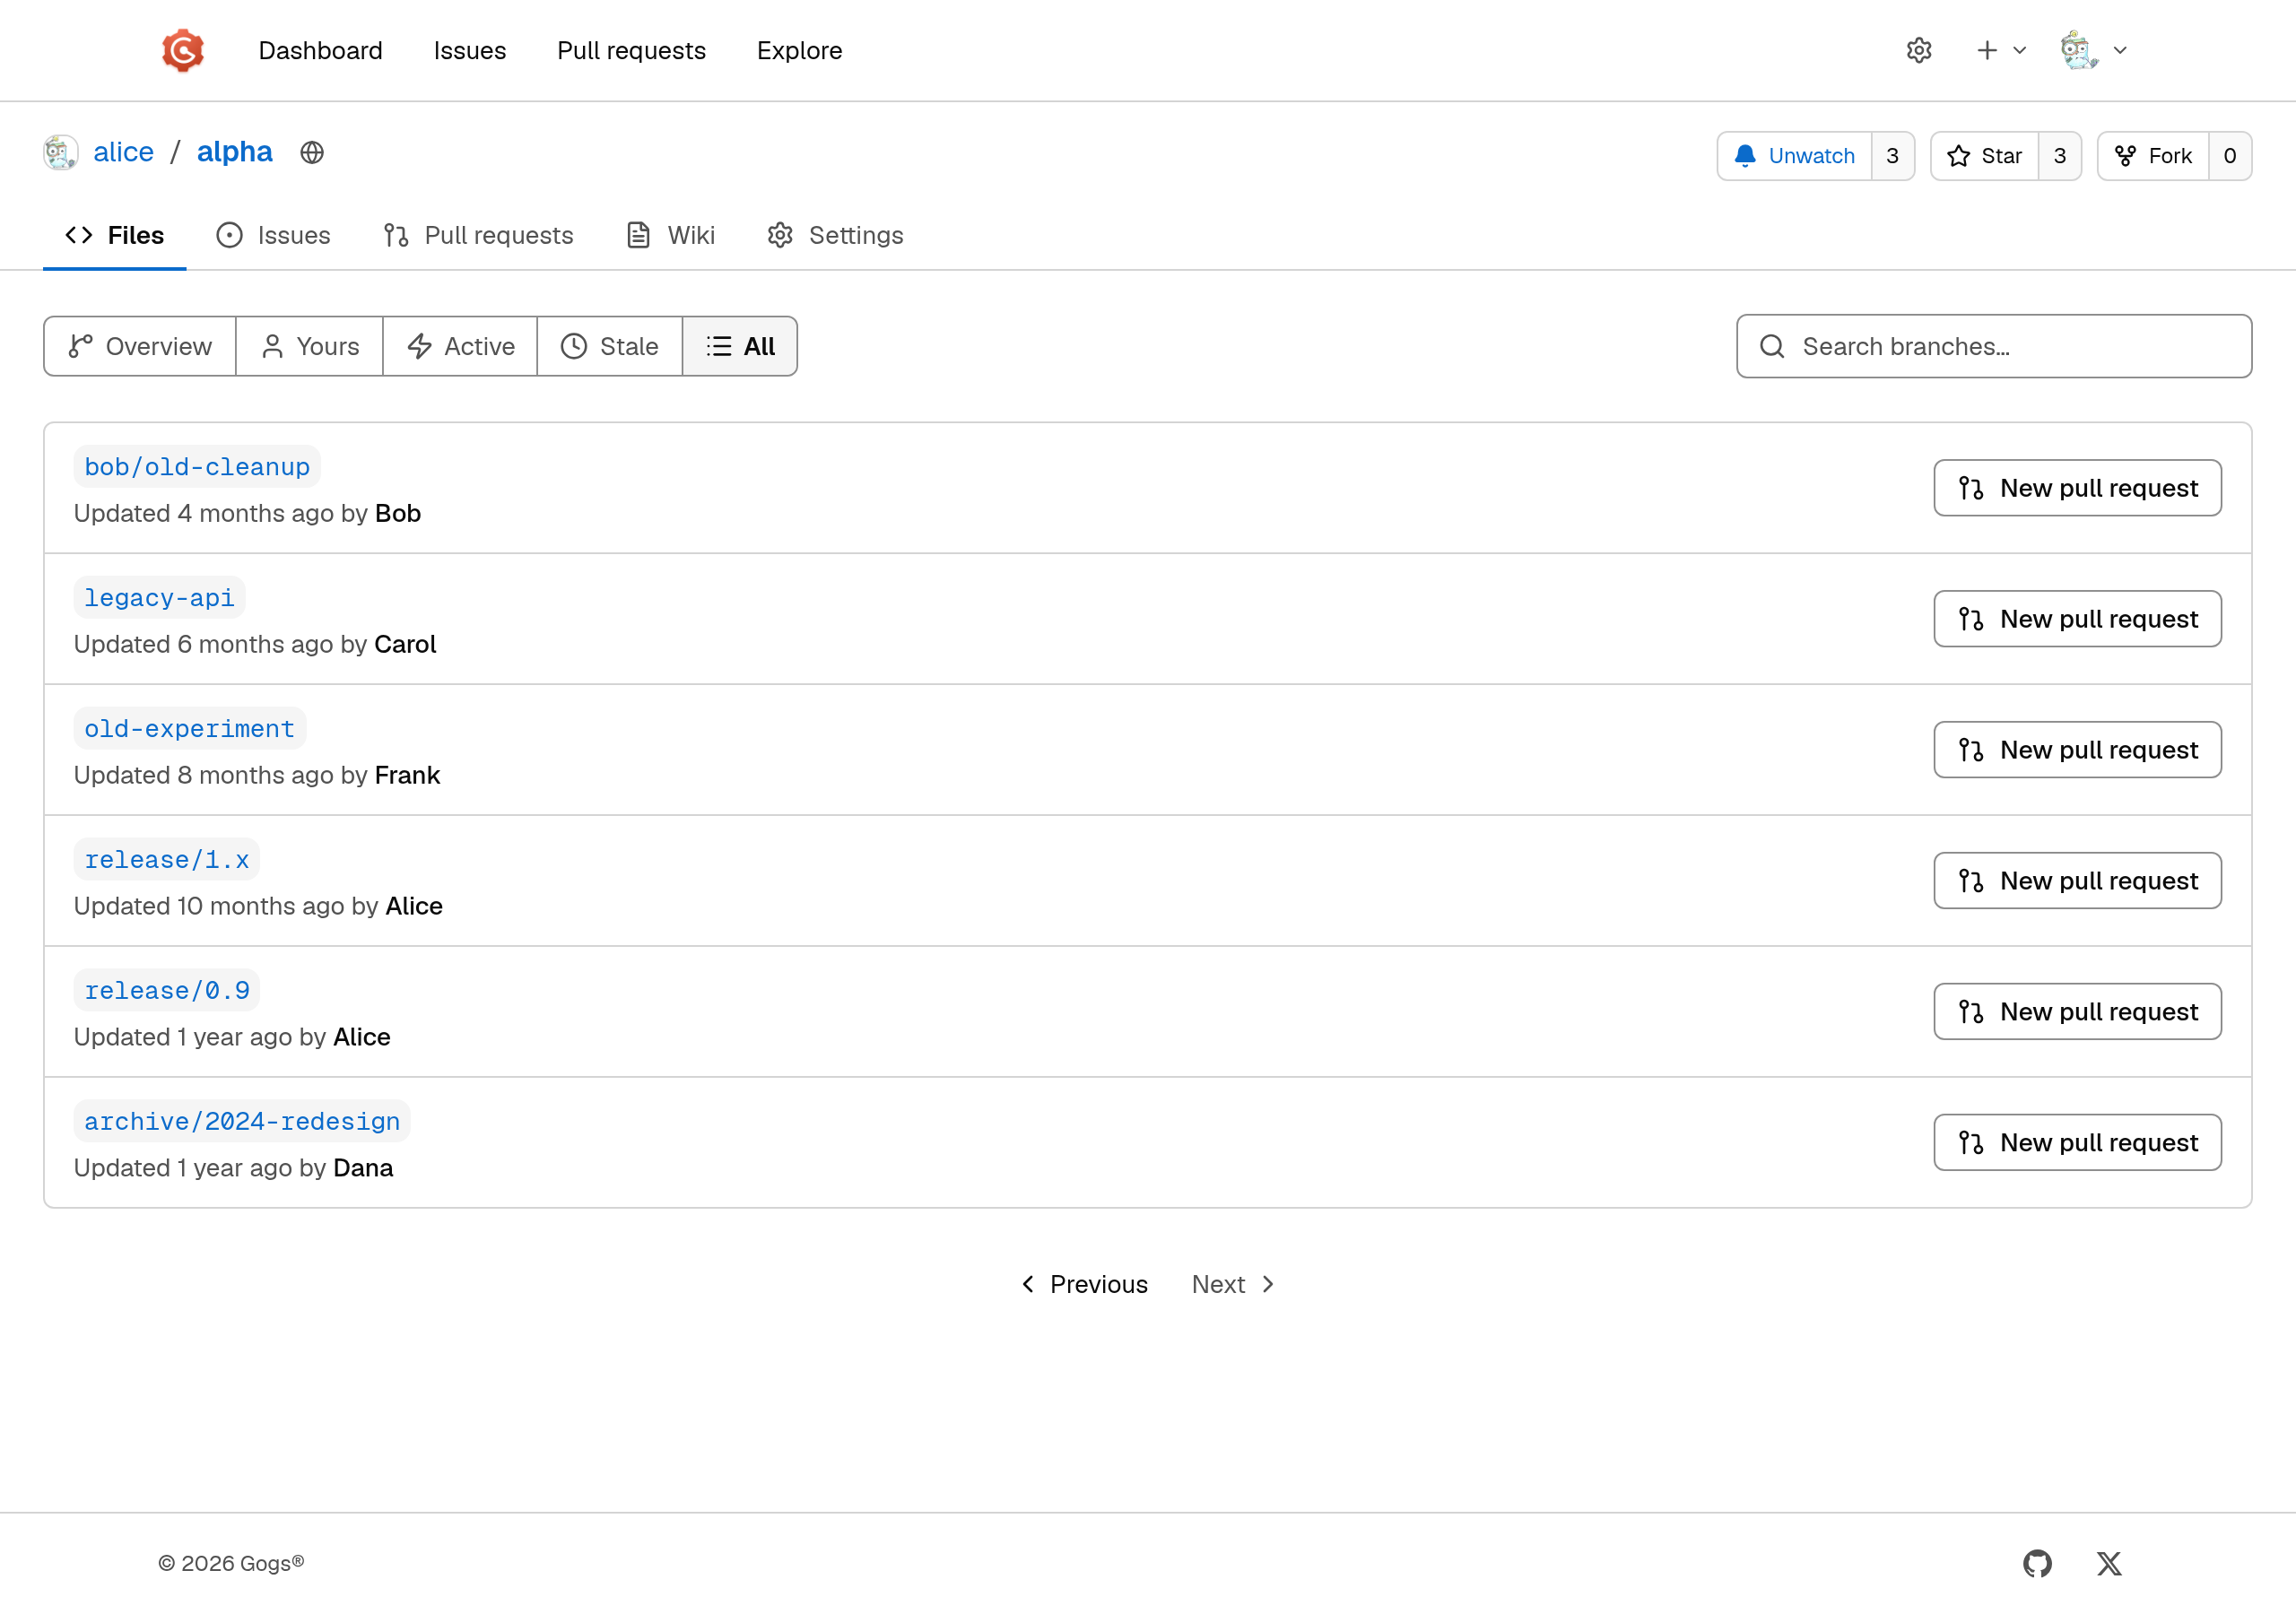 Dashboard Issues Pull requests Explore
alice / alpha
Unwatch 3 Star 3 Fork 0
Files Issues Pull requests Wiki Settings
Overview Yours Active Stale All
Search branches...
bob/old-cleanup
Updated 4 months ago by Bob
New pull request
legacy-api
Updated 6 months ago by Carol
New pull request
old-experiment
Updated 8 months ago by Frank
New pull request
release/1.x
Updated 10 months ago by Alice
New pull request
release/0.9
Updated 1 year ago by Alice
New pull request
archive/2024-redesign
Updated 1 year ago by Dana
New pull request
Previous Next
© 2026 Gogs®